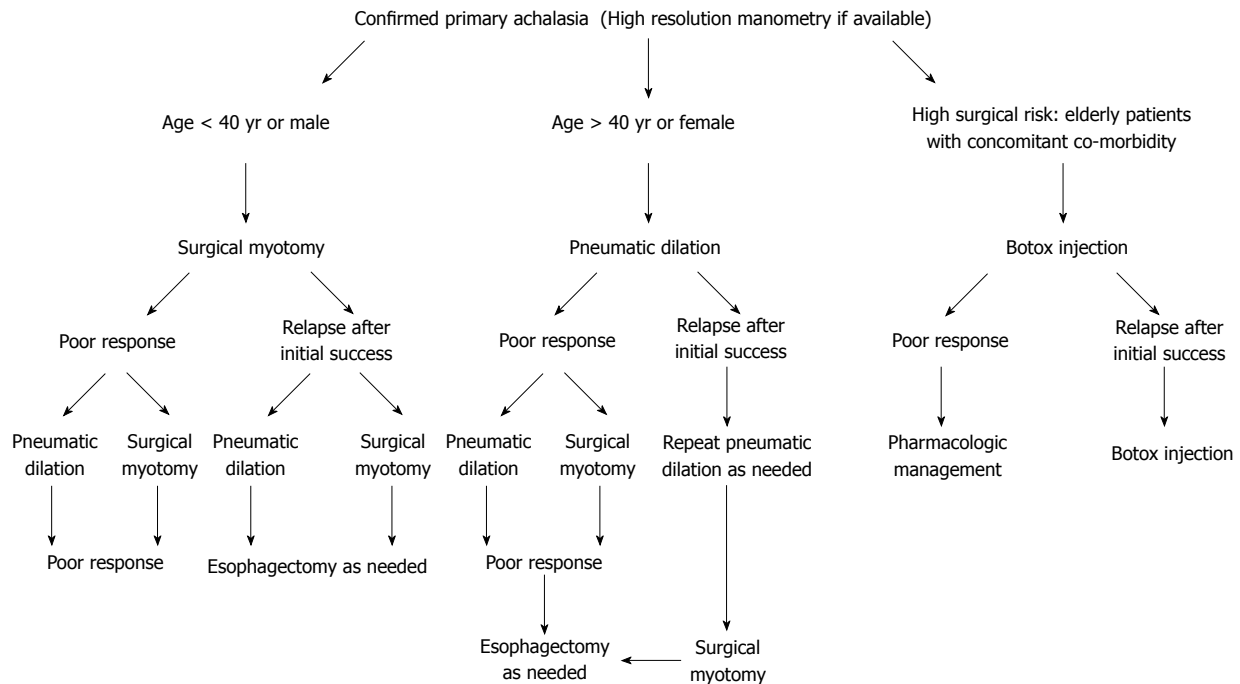 Confirmed primary achalasia (High resolution manometry if available)
Age < 40 yr or male
Age > 40 yr or female
High surgical risk: elderly patients
with concomitant co-morbidity
Surgical myotomy
Pneumatic dilation
Botox injection
Poor response
Relapse after
initial success
Poor response
Relapse after
initial success
Poor response
Relapse after
initial success
Pneumatic
dilation
Surgical
myotomy
Pneumatic
dilation
Surgical
myotomy
Pneumatic
dilation
Surgical
myotomy
Repeat pneumatic
dilation as needed
Pharmacologic
management
Botox injection
Poor response
Esophagectomy as needed
Poor response
Esophagectomy
as needed
Surgical
myotomy